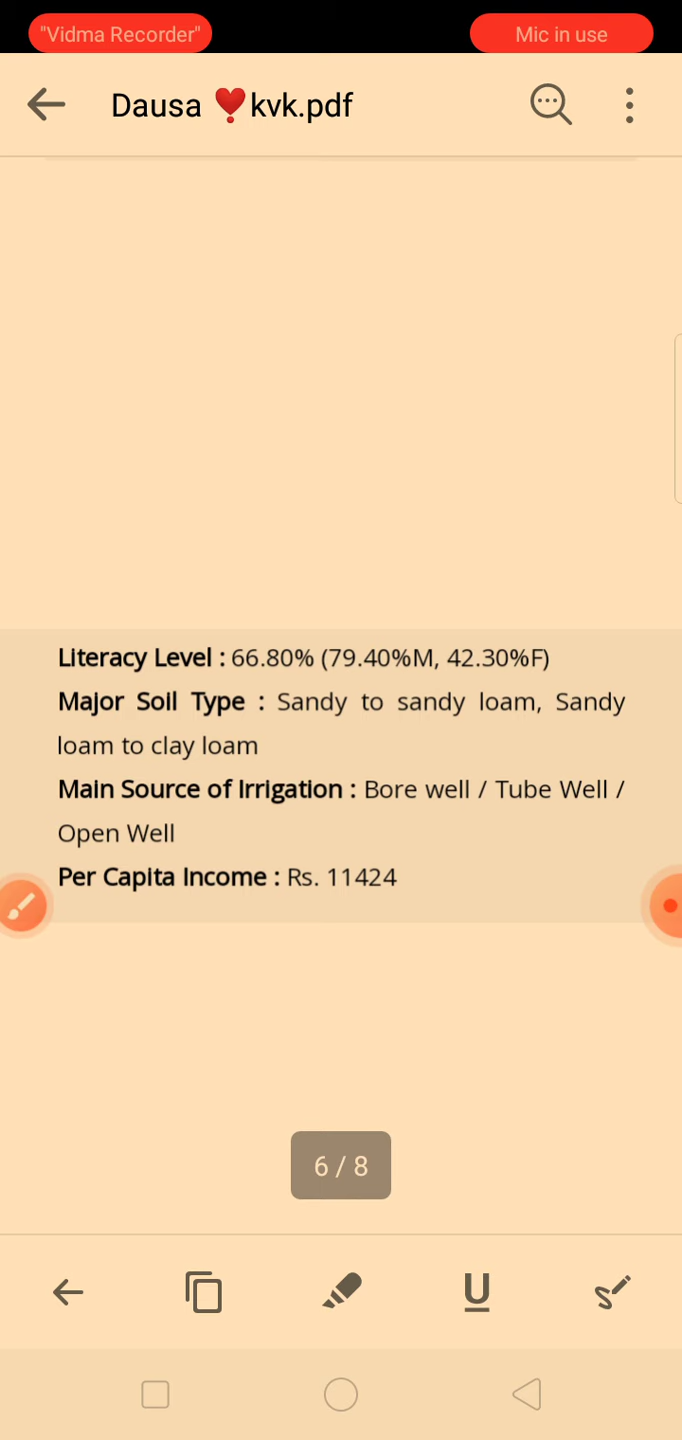 "Vidma Recorder" Mic in use
Dausa ❣️kvk.pdf
Literacy Level : 66.80% (79.40%M, 42.30%F)
Major Soil Type : Sandy to sandy loam, Sandy
loam to clay loam
Main Source of Irrigation : Bore well / Tube Well /
Open Well
Per Capita Income : Rs. 11424
6 / 8
U